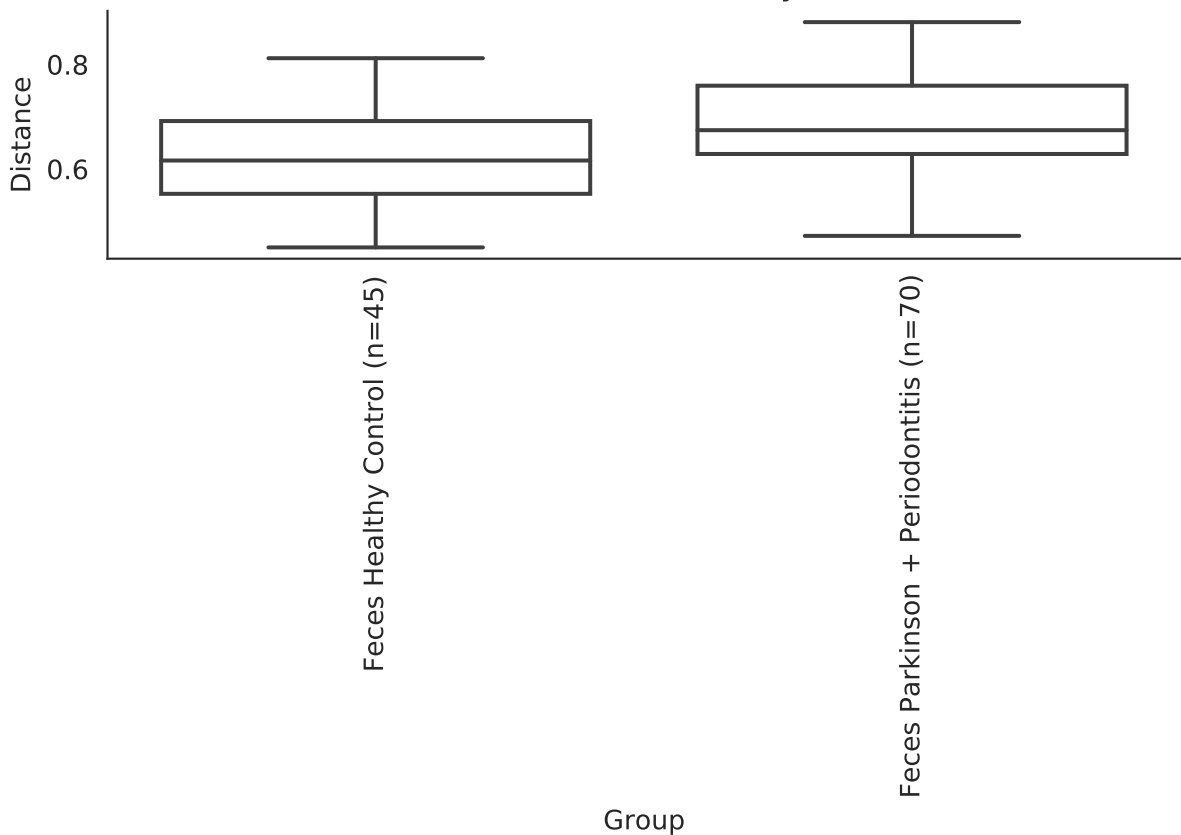 0.8
0.6
Distance
Feces Healthy Control (n=45)
Feces Parkinson + Periodontitis (n=70)
Group